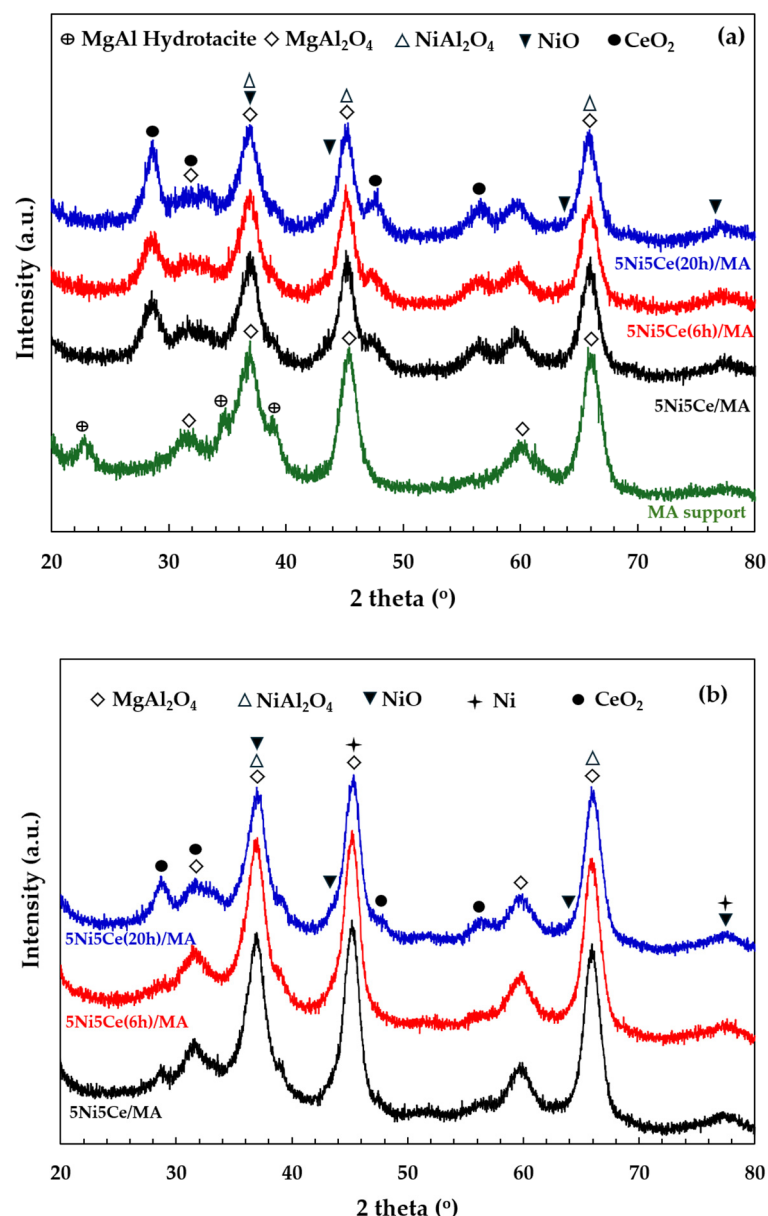 (a)
⊕ MgAl Hydrotacite ◇ MgAl₂O₄ △ NiAl₂O₄ ▼ NiO ● CeO₂
Intensity (a.u.)
5Ni5Ce(20h)/MA
5Ni5Ce(6h)/MA
5Ni5Ce/MA
MA support
20 30 40 50 60 70 80
2 theta (°)
(b)
◇ MgAl₂O₄ △ NiAl₂O₄ ▼ NiO ✦ Ni ● CeO₂
Intensity (a.u.)
5Ni5Ce(20h)/MA
5Ni5Ce(6h)/MA
5Ni5Ce/MA
20 30 40 50 60 70 80
2 theta (°)